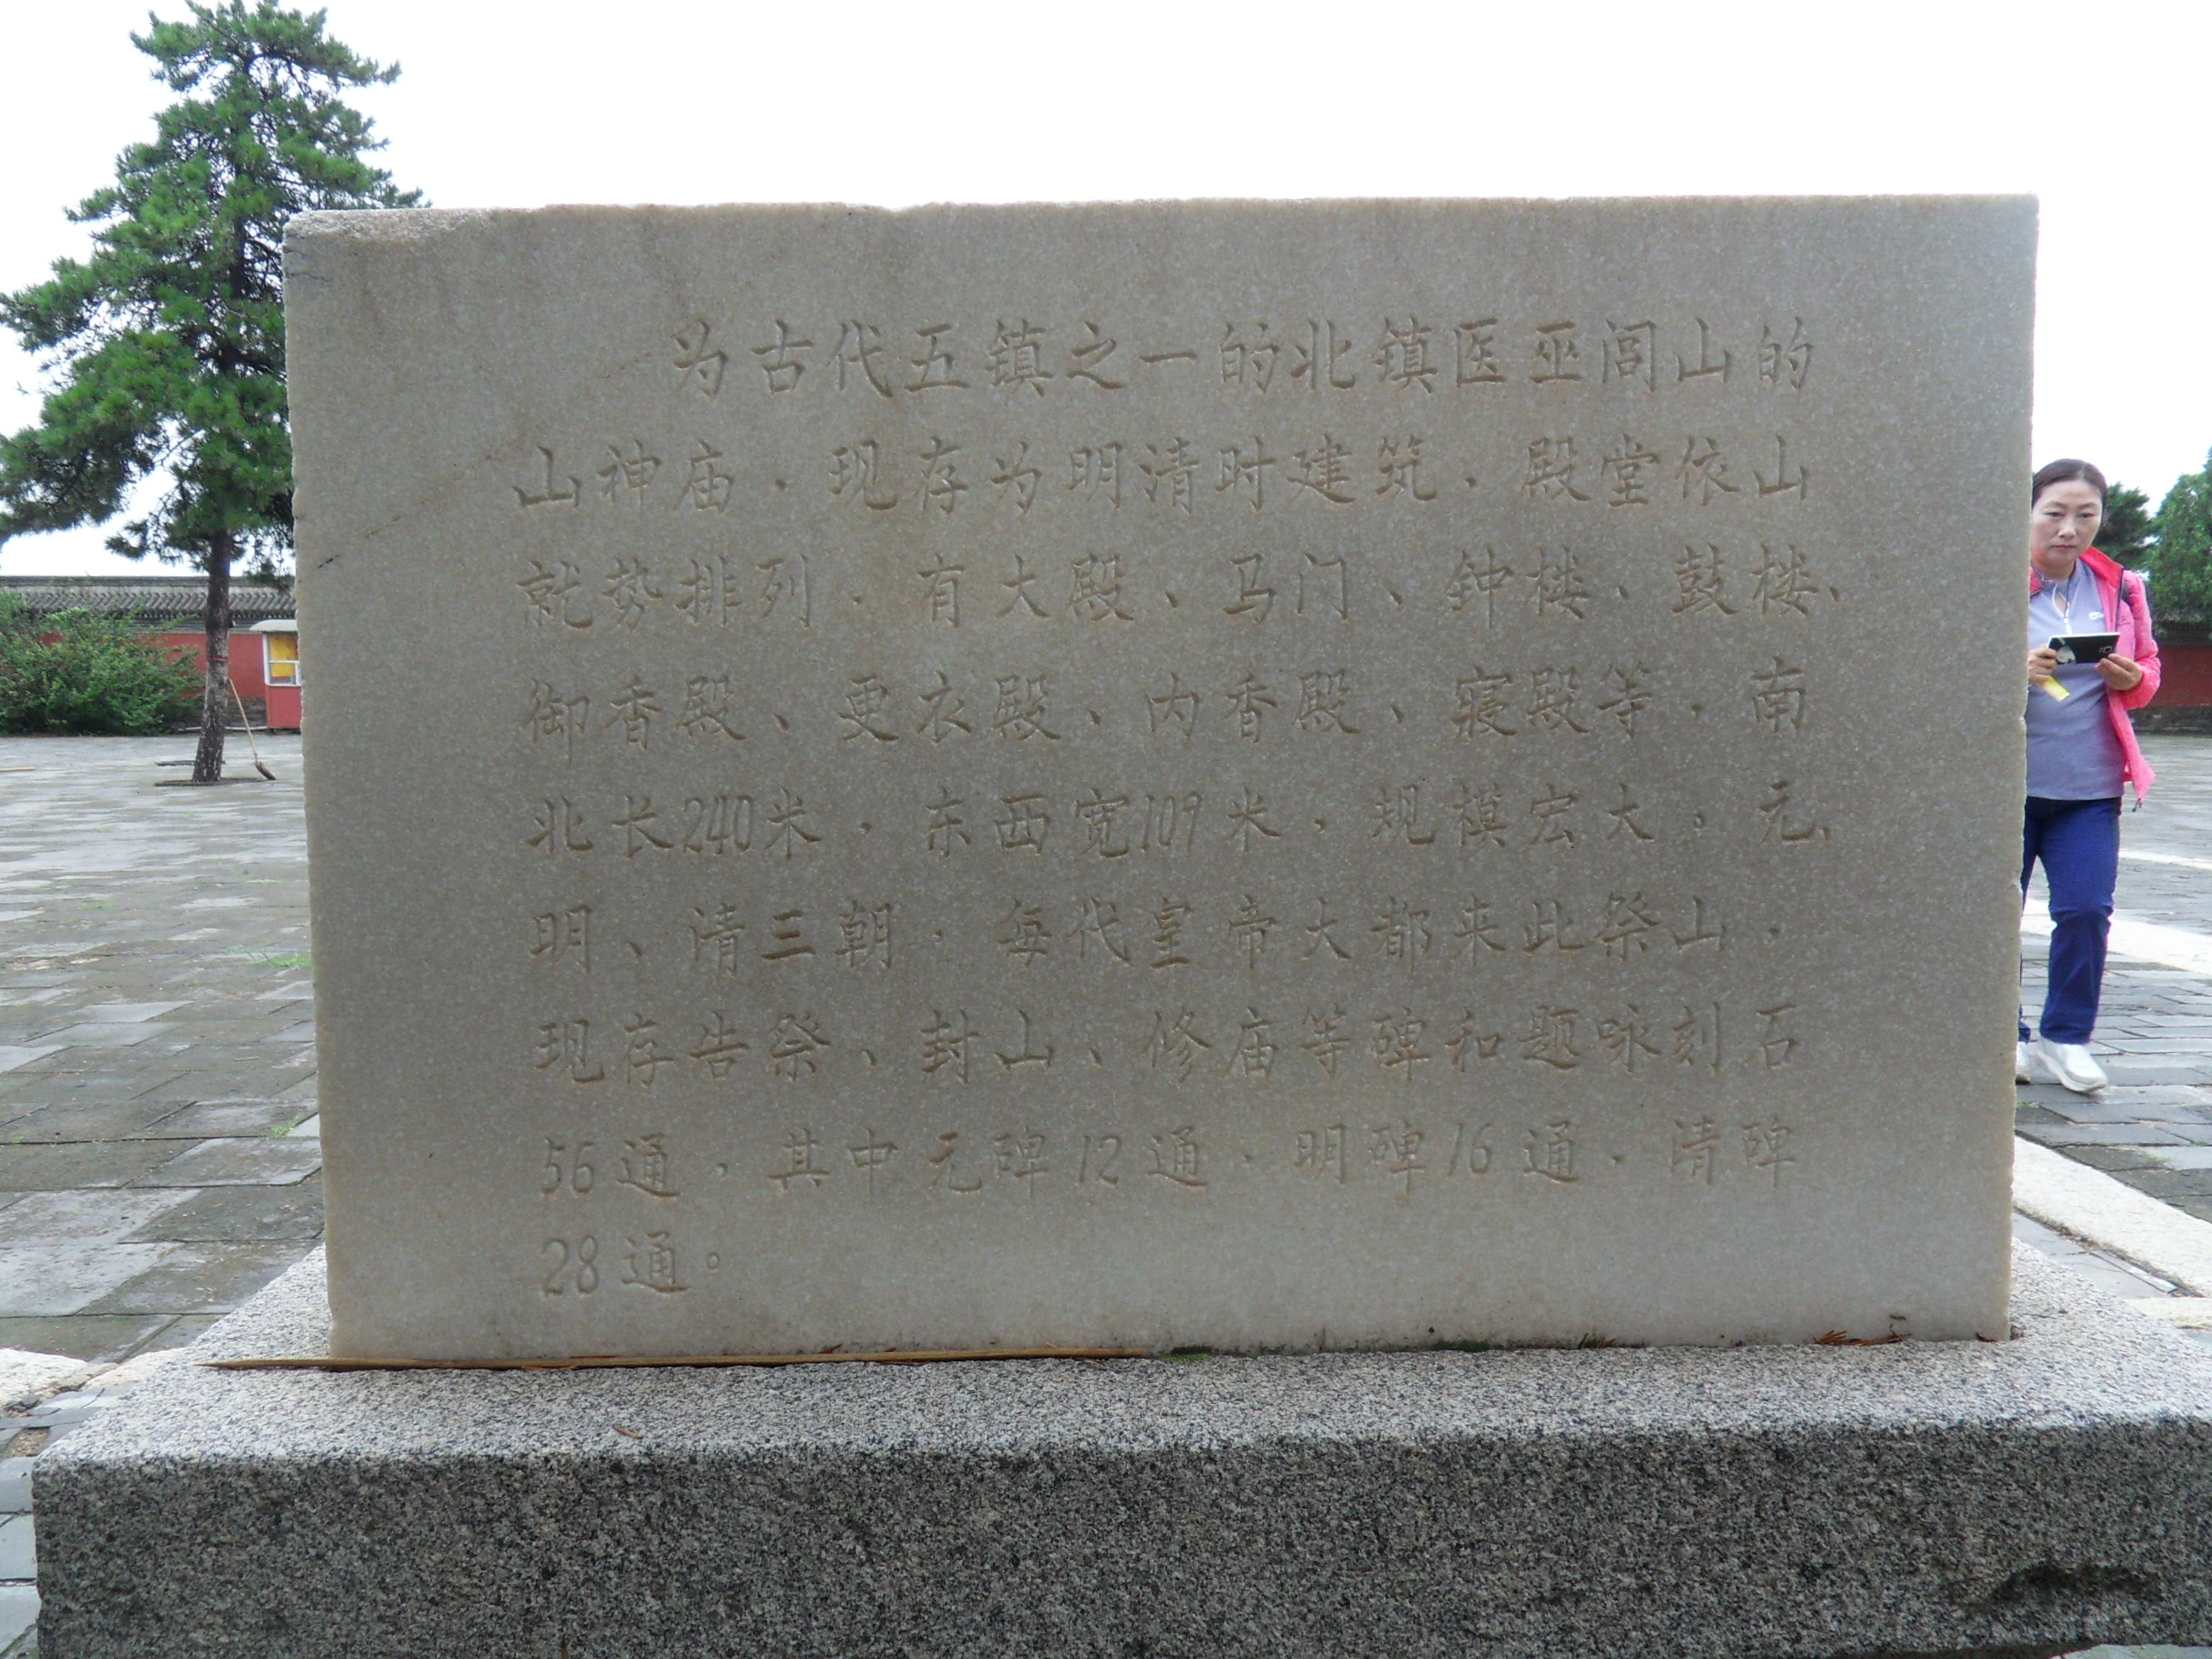 为古代五镇之一的北镇医巫闾山的
山神庙，现存为明清时建筑，殿堂依山
就势排列，有大殿、马门、钟楼、鼓楼、
御香殿、更衣殿、内香殿、寝殿等，南
北长240米，东西宽109米，规模宏大，元、
明、清三朝，每代皇帝大都来此祭山，
现存告祭、封山、修庙等碑和题咏刻石
56通，其中元碑12通，明碑16通，清碑
28通。